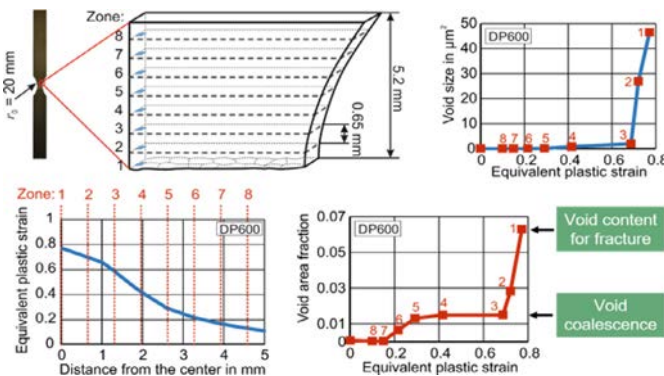 Zone:
8
7
6
5
4
3
2
1
r₀ = 20 mm
5.2 mm
0.65 mm
Void size in µm²
50
40
30
20
10
0
DP600
1
2
3
4
5
6
7
8
0 0.2 0.4 0.6 0.8
Equivalent plastic strain
Zone: 1 2 3 4 5 6 7 8
Equivalent plastic strain
1
0.8
0.6
0.4
0.2
0
DP600
0 1 2 3 4 5
Distance from the center in mm
Void area fraction
0.07
0.05
0.03
0.01
0
DP600
1
2
3
4
5
6
7
8
0 0.2 0.4 0.6 0.8
Equivalent plastic strain
Void content
for fracture
Void
coalescence